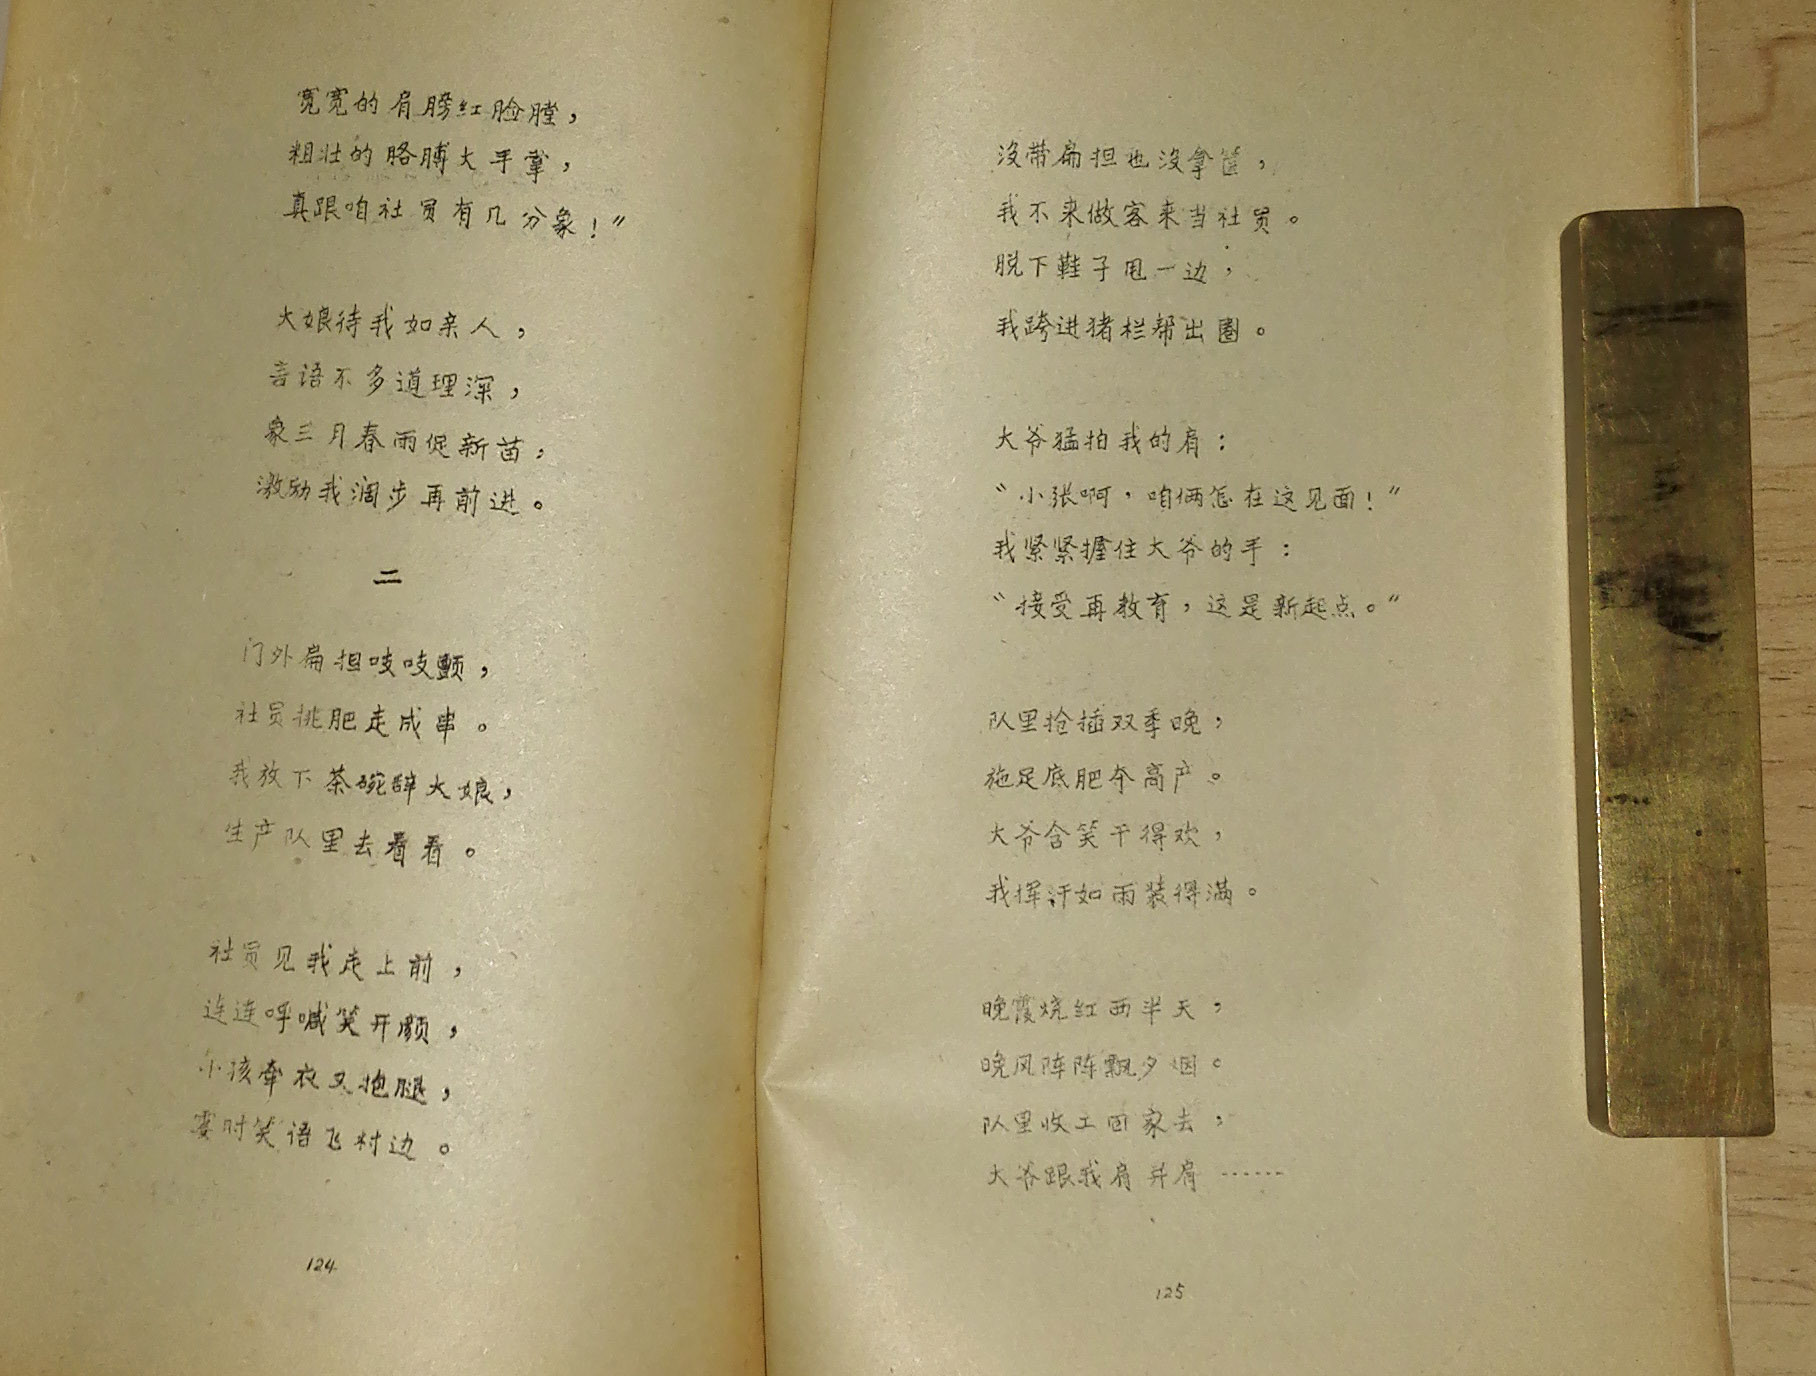 宽宽的肩膀红脸膛，
粗壮的胳膊大手掌，
真跟咱社员有几分象！”
大娘待我如亲人，
言语不多道理深，
象三月春雨促新苗，
激励我阔步再前进。
二
门外扁担吱吱颤，
社员挑肥走成串。
我放下茶碗辞大娘，
生产队里去看看。
社员见我走上前，
连连呼喊笑开颜，
小孩牵衣又抱腿，
霎时笑语飞村边。
124
没带扁担也没拿筐，
我不来做客来当社员。
脱下鞋子甩一边，
我跨进猪栏帮出圈。
大爷猛拍我的肩：
“小张啊，咱俩怎在这见面！”
我紧紧握住大爷的手：
“接受再教育，这是新起点。”
队里抢插双季晚，
施足底肥夺高产。
大爷含笑干得欢，
我挥汗如雨装得满。
晚霞烧红西半天，
晚风阵阵飘夕烟。
队里收工回家去，
大爷跟我肩并肩……
125